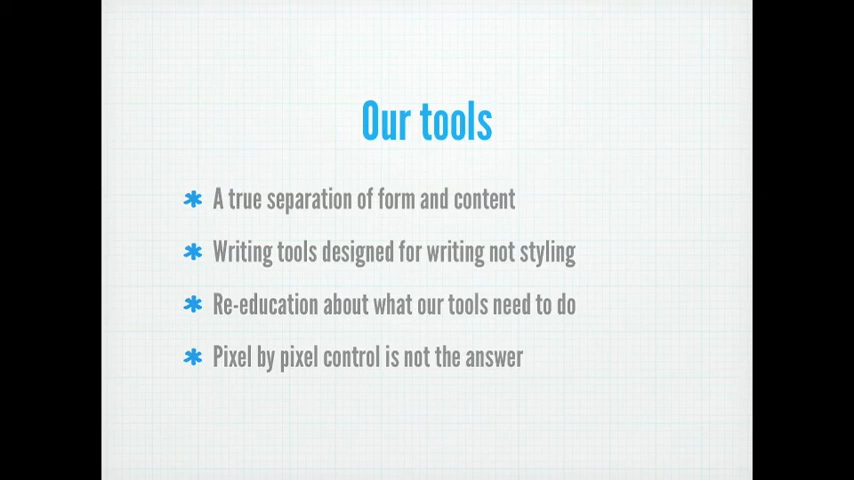 Our tools
A true separation of form and content
Writing tools designed for writing not styling
Re-education about what our tools need to do
Pixel by pixel control is not the answer